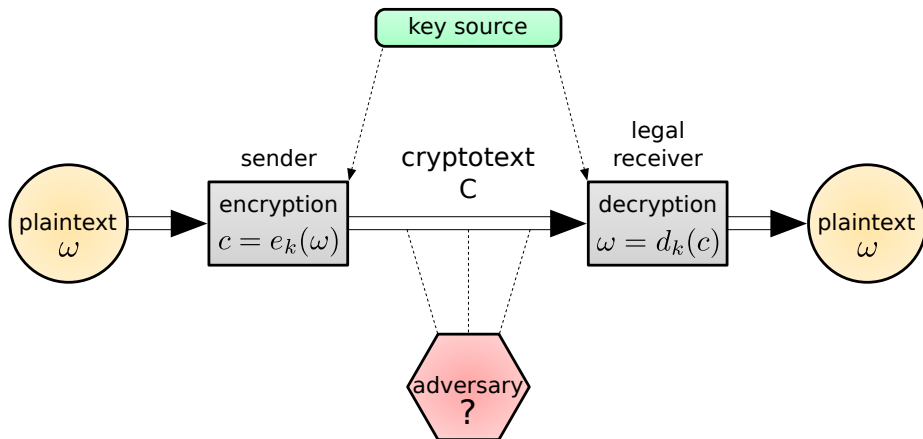 key source
sender
cryptotext
C
legal
receiver
plaintext
ω
encryption
c = e_k(ω)
decryption
ω = d_k(c)
plaintext
ω
adversary
?